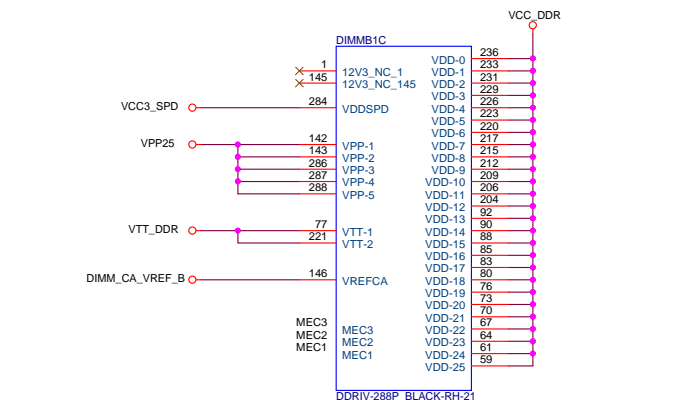 VCC_DDR
DIMMB1C
1 12V3_NC_1
145 12V3_NC_145
VCC3_SPD 284 VDDSPD
VPP25 142 VPP-1
143 VPP-2
286 VPP-3
287 VPP-4
288 VPP-5
VTT_DDR 77 VTT-1
221 VTT-2
DIMM_CA_VREF_B 146 VREFCA
MEC3 MEC3
MEC2 MEC2
MEC1 MEC1
VDD-0 236
VDD-1 233
VDD-2 231
VDD-3 229
VDD-4 226
VDD-5 223
VDD-6 220
VDD-7 217
VDD-8 215
VDD-9 212
VDD-10 209
VDD-11 206
VDD-12 204
VDD-13 92
VDD-14 90
VDD-15 88
VDD-16 85
VDD-17 83
VDD-18 80
VDD-19 76
VDD-20 73
VDD-21 70
VDD-22 67
VDD-23 64
VDD-24 61
VDD-25 59
DDRIV-288P_BLACK-RH-21